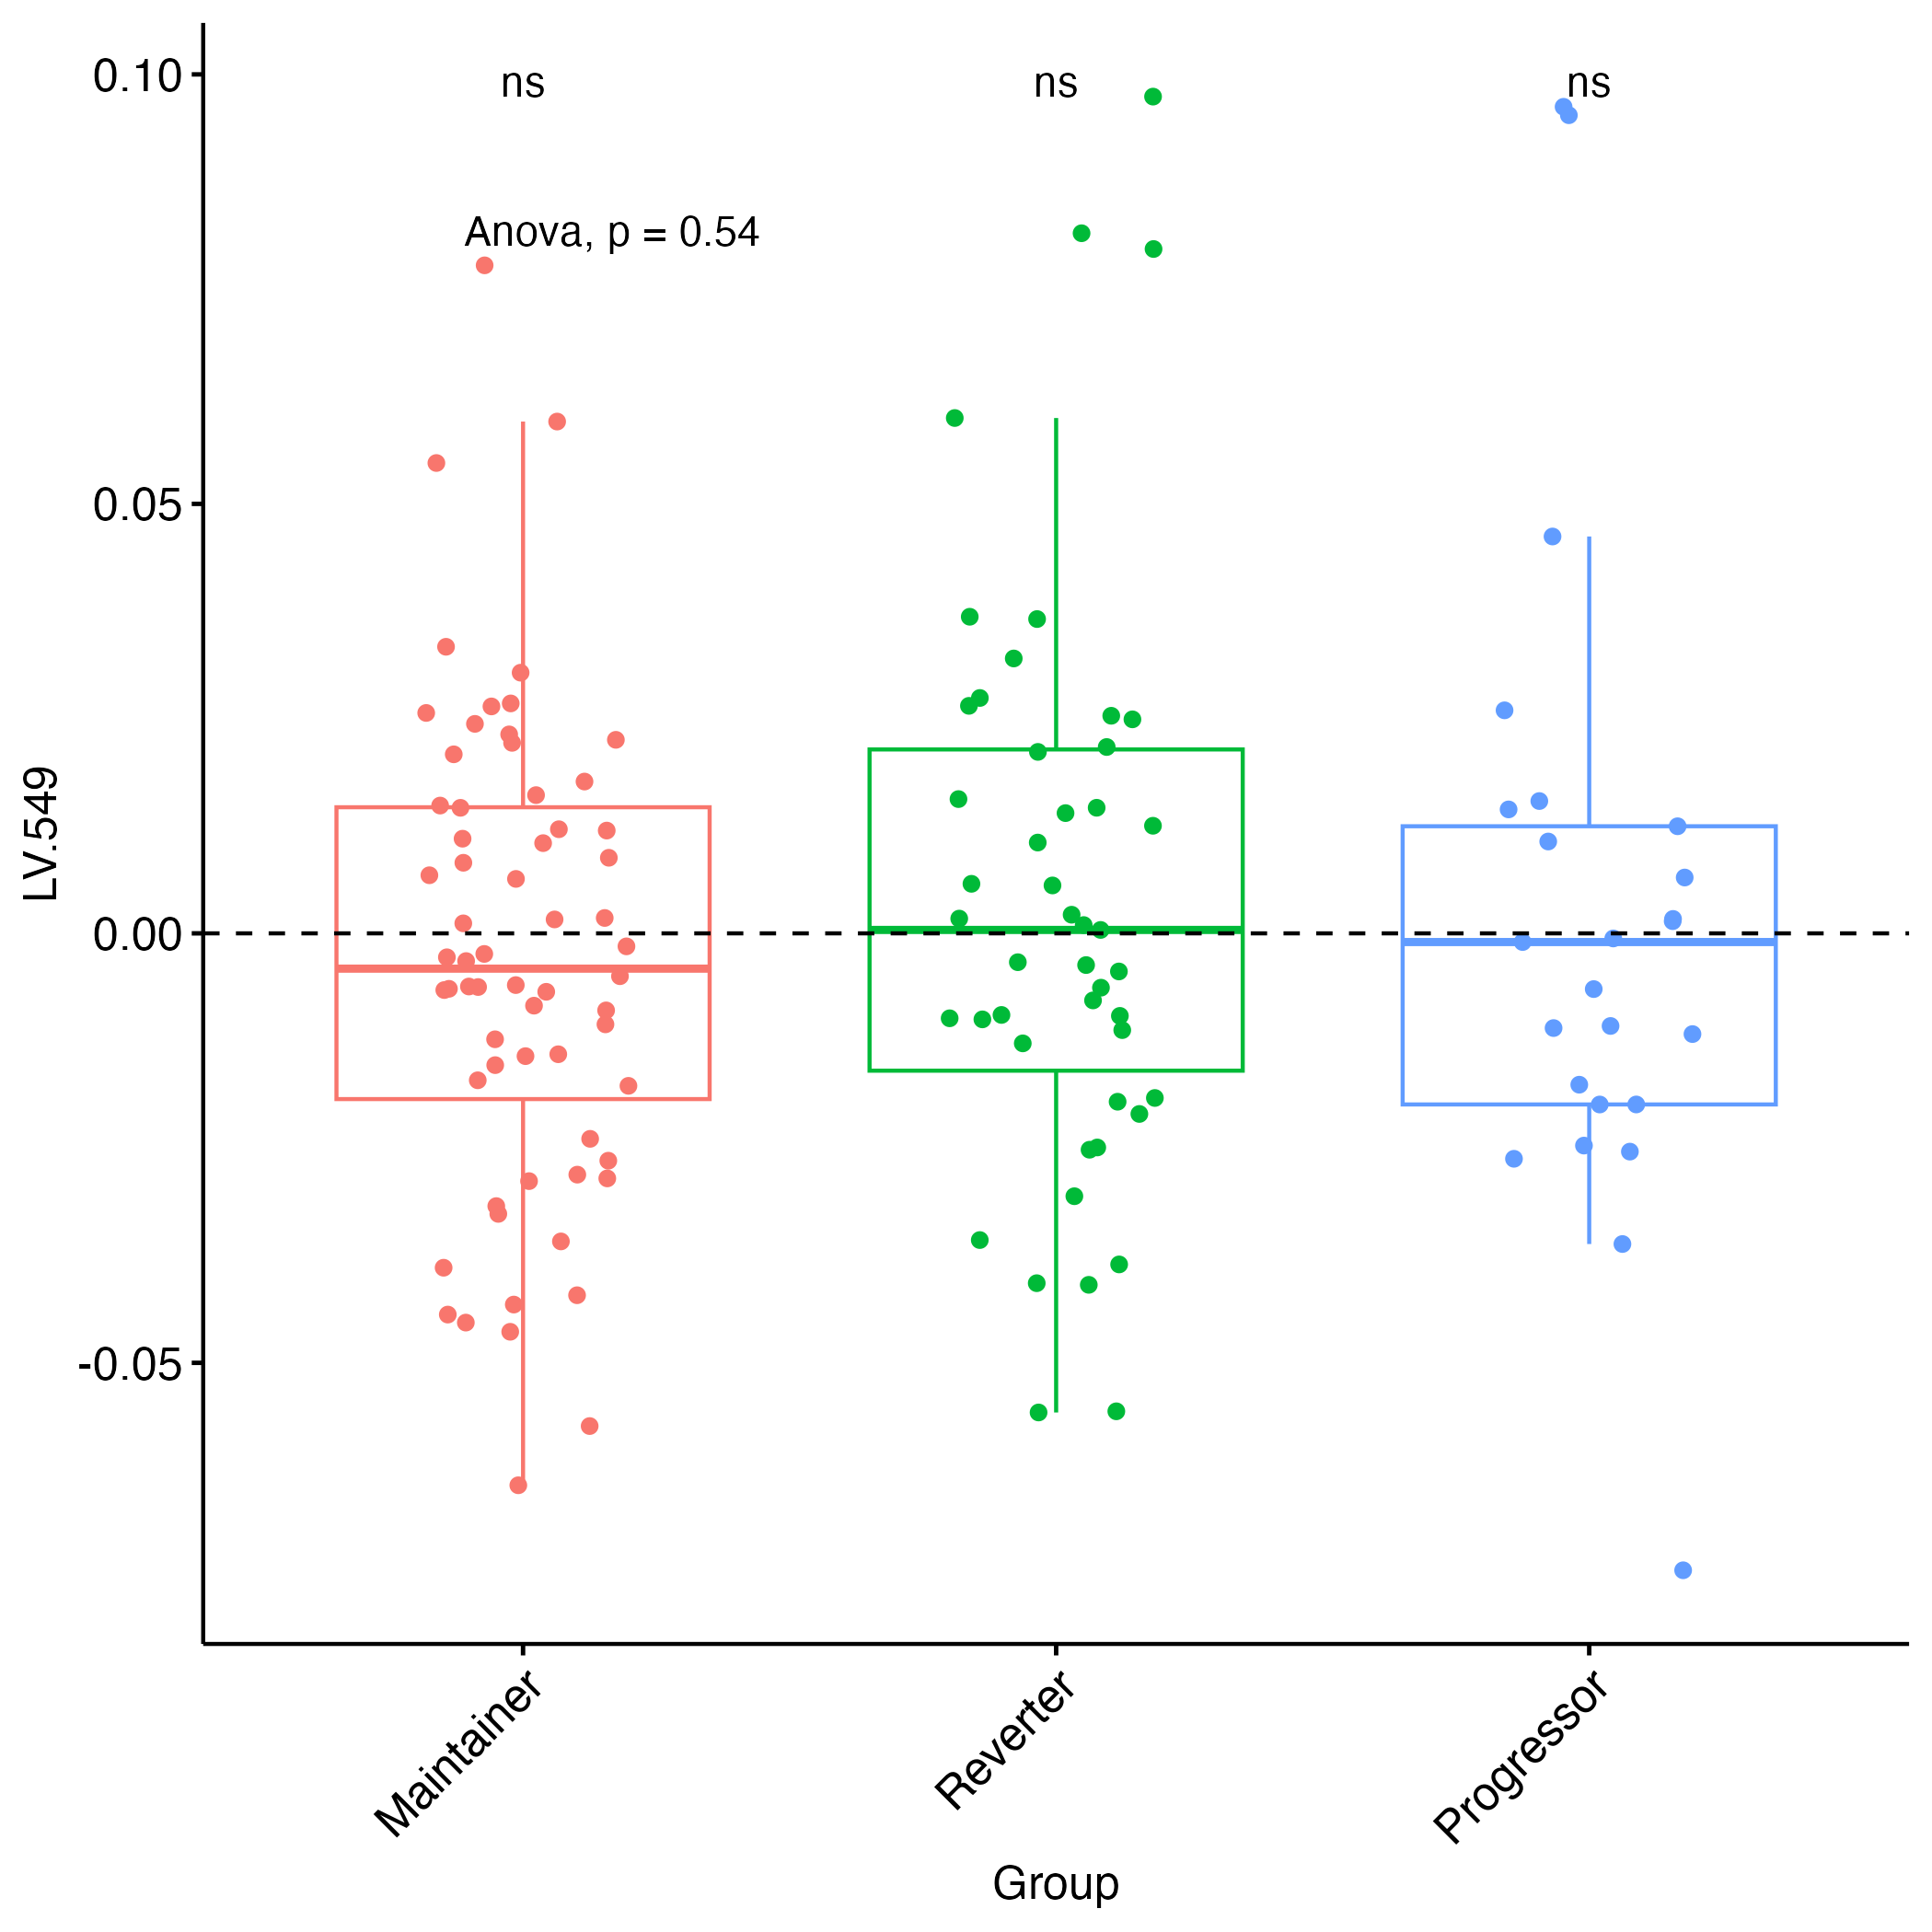 ns ns ns
Anova, p = 0.54
0.10
0.05
0.00
-0.05
LV.549
Maintainer
Reverter
Progressor
Group